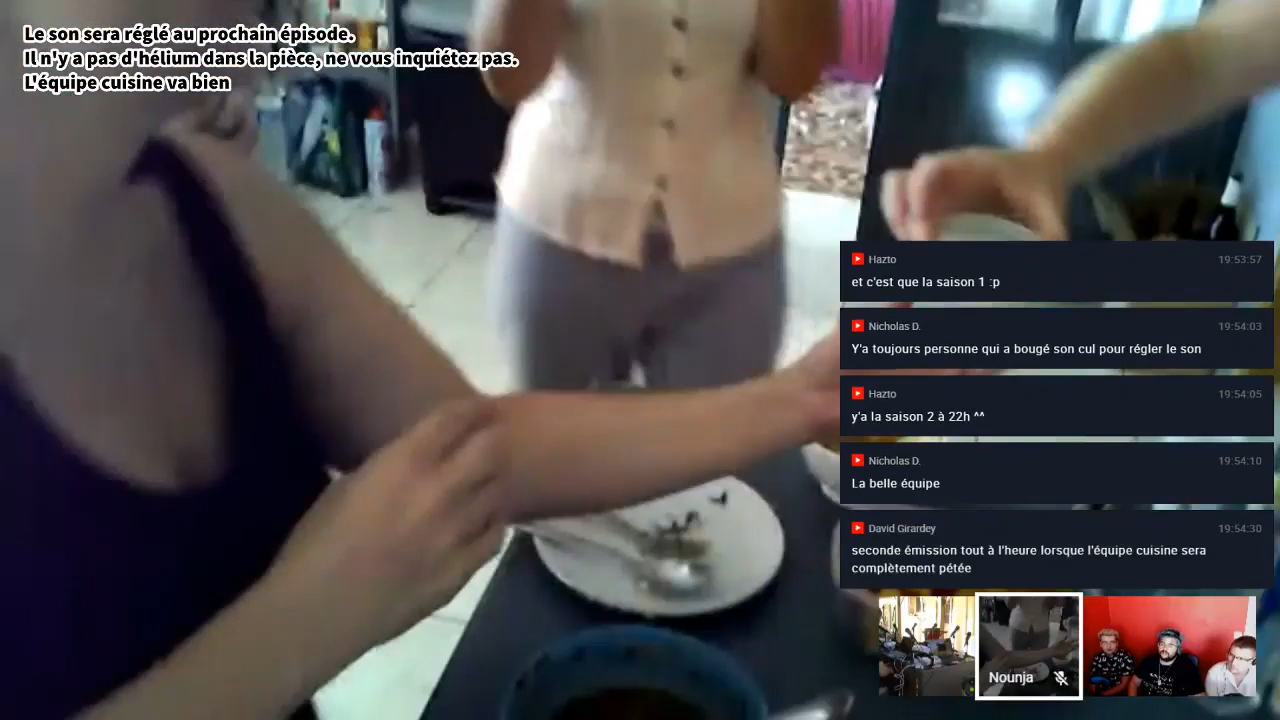 Le son sera réglé au prochain épisode.
Il n'y a pas d'hélium dans la pièce, ne vous inquiétez pas.
L'équipe cuisine va bien
Hazto 19:53:57
et c'est que la saison 1 :p
Nicholas D. 19:54:03
Y'a toujours personne qui a bougé son cul pour régler le son
Hazto 19:54:05
y'a la saison 2 à 22h ^^
Nicholas D. 19:54:10
La belle équipe
David Girardey 19:54:30
seconde émission tout à l'heure lorsque l'équipe cuisine sera
complètement pétée
Nounja